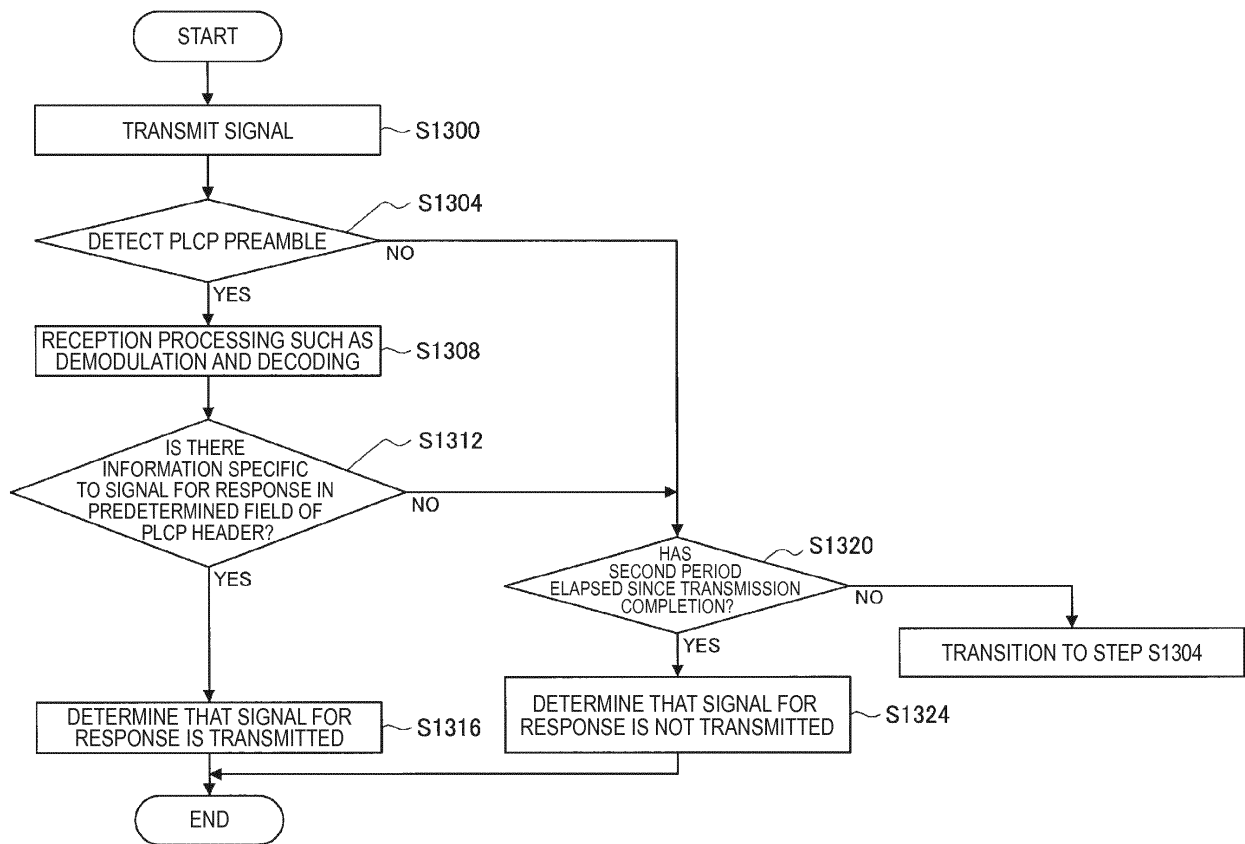 START
TRANSMIT SIGNAL
S1300
DETECT PLCP PREAMBLE
S1304
NO
YES
RECEPTION PROCESSING SUCH AS
DEMODULATION AND DECODING
S1308
IS THERE
INFORMATION SPECIFIC
TO SIGNAL FOR RESPONSE IN
PREDETERMINED FIELD OF
PLCP HEADER?
S1312
NO
YES
HAS
SECOND PERIOD
ELAPSED SINCE TRANSMISSION
COMPLETION?
S1320
NO
YES
TRANSITION TO STEP S1304
DETERMINE THAT SIGNAL FOR
RESPONSE IS TRANSMITTED
S1316
DETERMINE THAT SIGNAL FOR
RESPONSE IS NOT TRANSMITTED
S1324
END